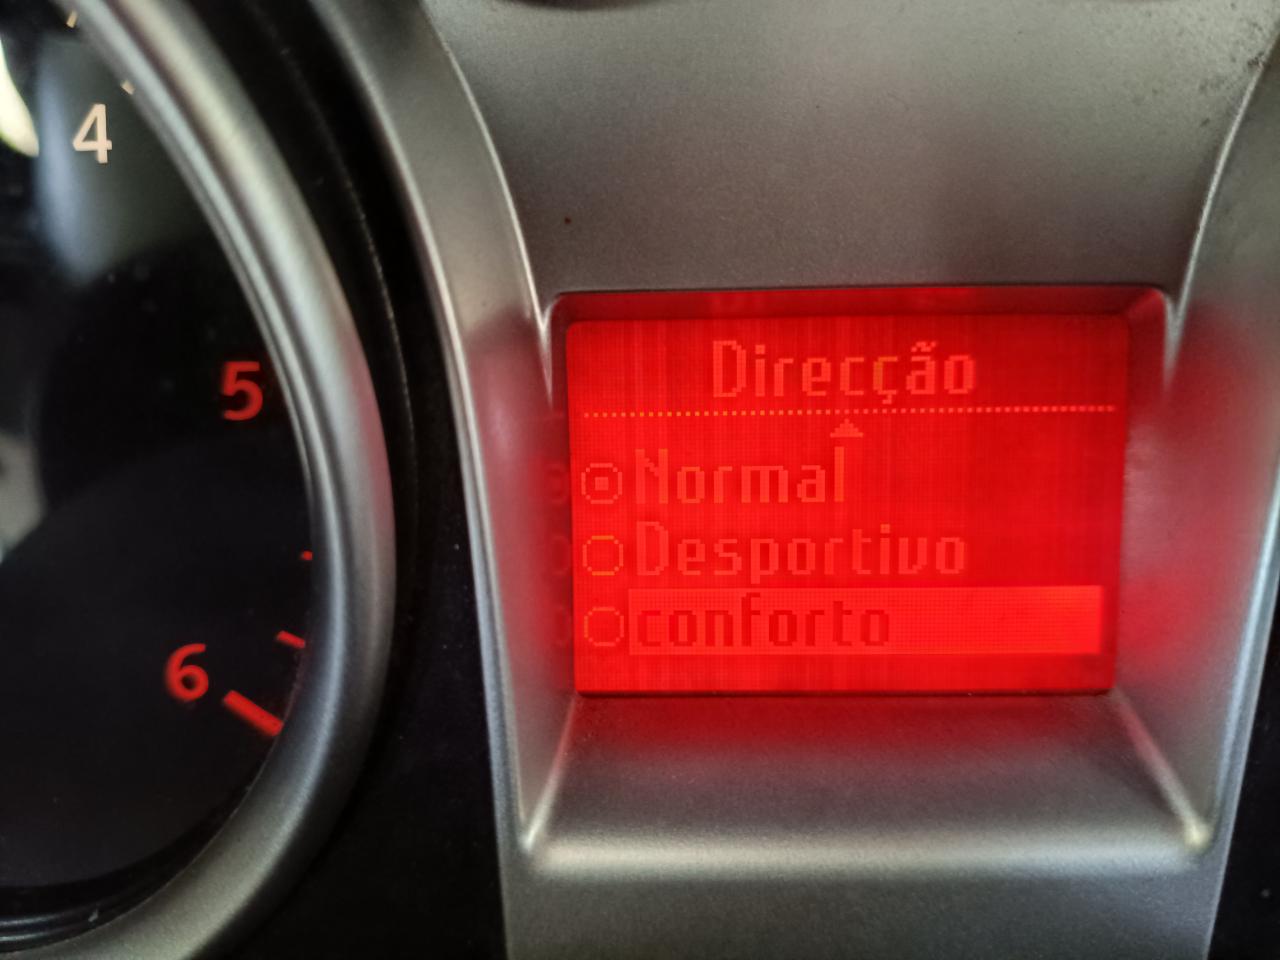 4
5
6
Direcção
Normal
Desportivo
conforto